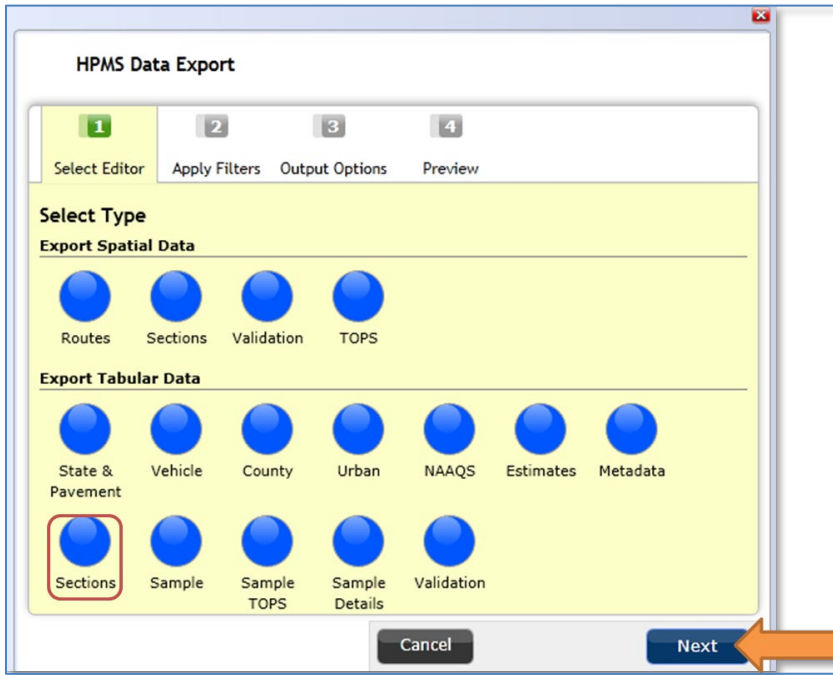 HPMS Data Export
1 2 3 4
Select Editor Apply Filters Output Options Preview
Select Type
Export Spatial Data
Routes Sections Validation TOPS
Export Tabular Data
State & Vehicle County Urban NAAQS Estimates Metadata
Pavement
Sections Sample Sample Sample Validation
TOPS Details
Cancel Next